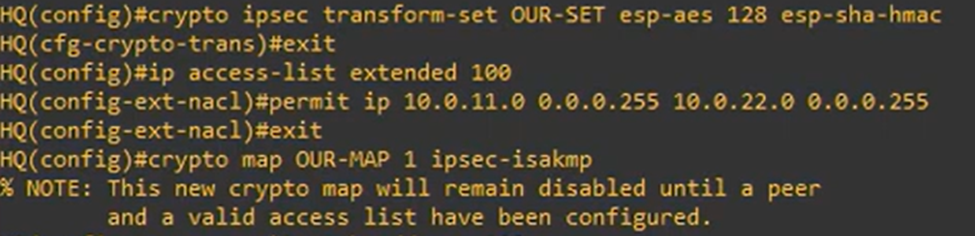 HQ(config)#crypto ipsec transform-set OUR-SET esp-aes 128 esp-sha-hmac
HQ(cfg-crypto-trans)#exit
HQ(config)#ip access-list extended 100
HQ(config-ext-nacl)#permit ip 10.0.11.0 0.0.0.255 10.0.22.0 0.0.0.255
HQ(config-ext-nacl)#exit
HQ(config)#crypto map OUR-MAP 1 ipsec-isakmp
% NOTE: This new crypto map will remain disabled until a peer
        and a valid access list have been configured.